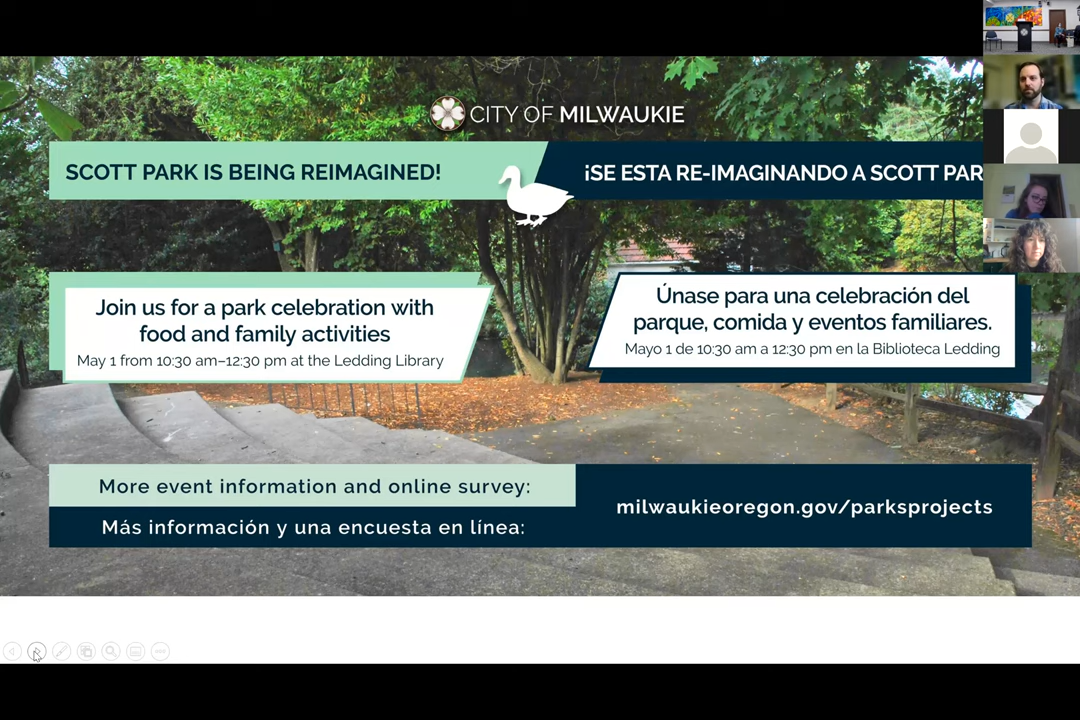 CITY OF MILWAUKIE
SCOTT PARK IS BEING REIMAGINED!
¡SE ESTA RE-IMAGINANDO A SCOTT PAR
Join us for a park celebration with
food and family activities
May 1 from 10:30 am–12:30 pm at the Ledding Library
Únase para una celebración del
parque, comida y eventos familiares.
Mayo 1 de 10:30 am a 12:30 pm en la Biblioteca Ledding
More event information and online survey:
Más información y una encuesta en línea:
milwaukieoregon.gov/parksprojects